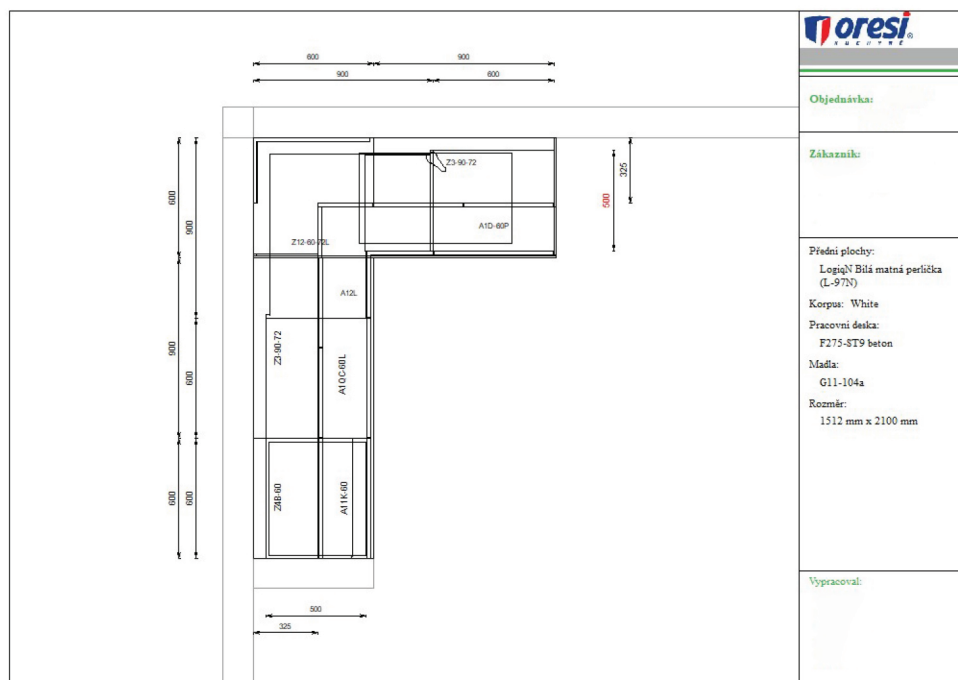 600
900
900
600
oresi®
KUCHYNĚ
Objednávka:
Zákazník:
Přední plochy:
LogiqN Bílá matná perlička
(L-97N)
Korpus: White
Pracovní deska:
F275-ST9 beton
Madla:
G11-104a
Rozměr:
1512 mm x 2100 mm
Vypracoval:
Z3-90-72
325
500
A1D-60P
Z12-60-72L
600
900
A12L
Z3-90-72
A1QC-60L
900
600
Z4B-60
A11K-60
600
600
500
325